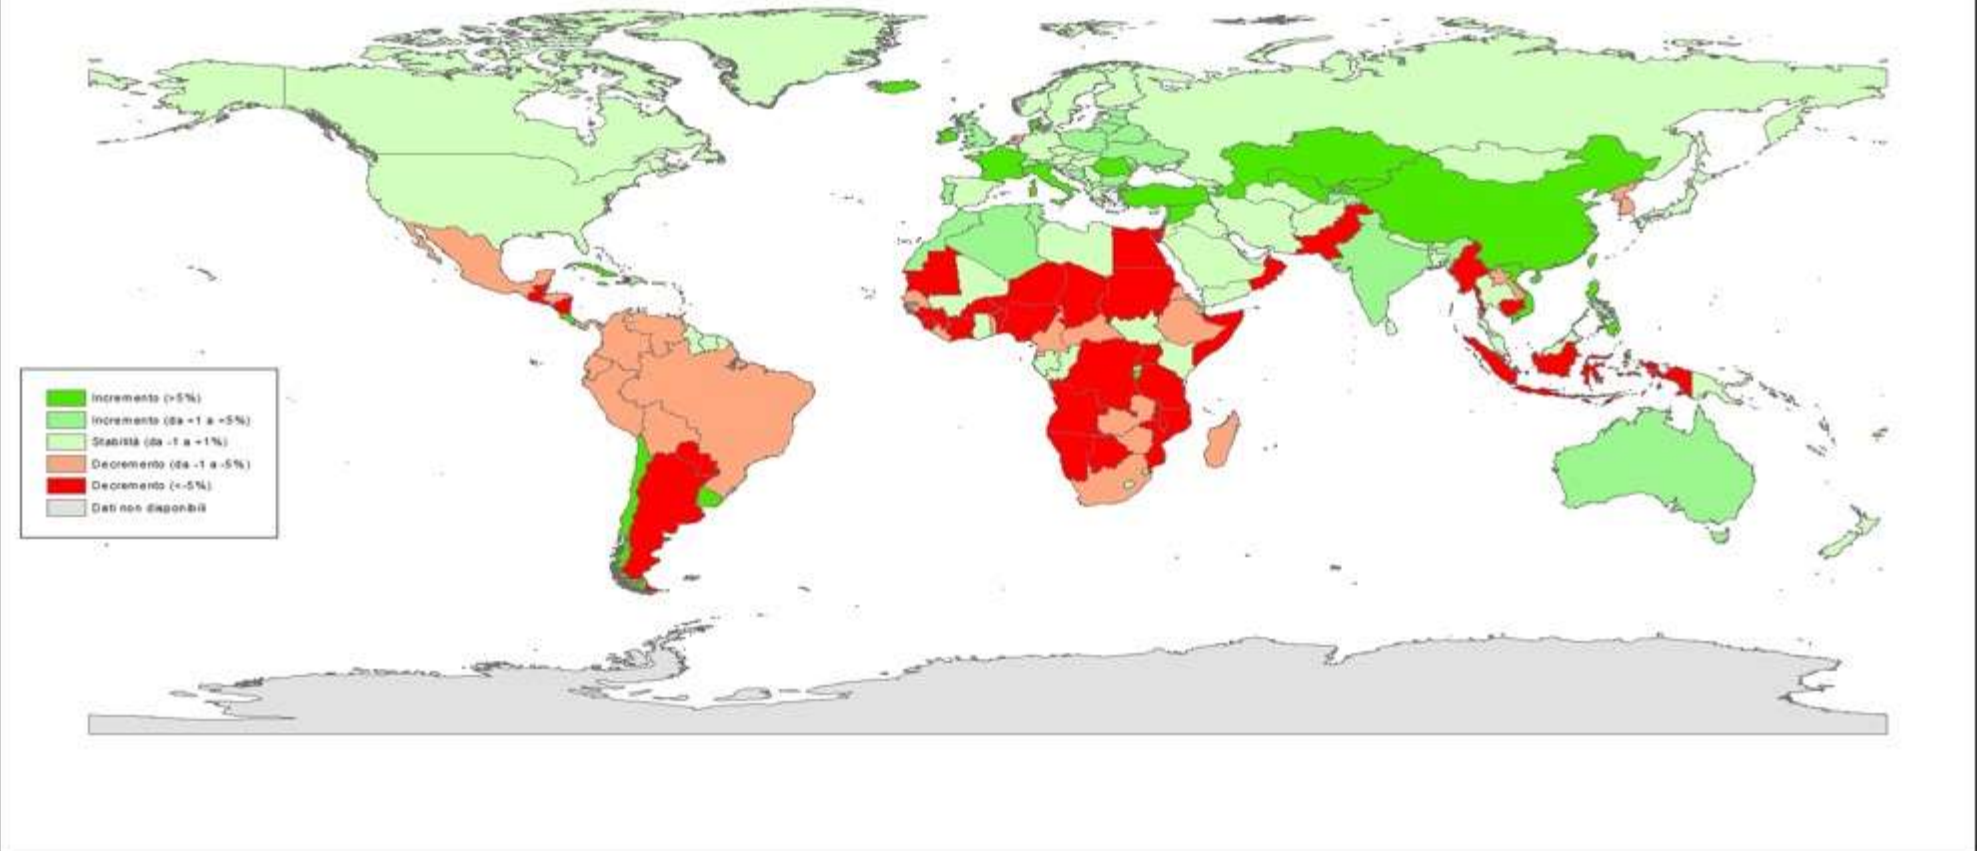 Incremento (>5%)
Incremento (da +1 a +5%)
Stabilità (da -1 a +1%)
Decremento (da -1 a -5%)
Decremento (<-5%)
Dati non disponibili